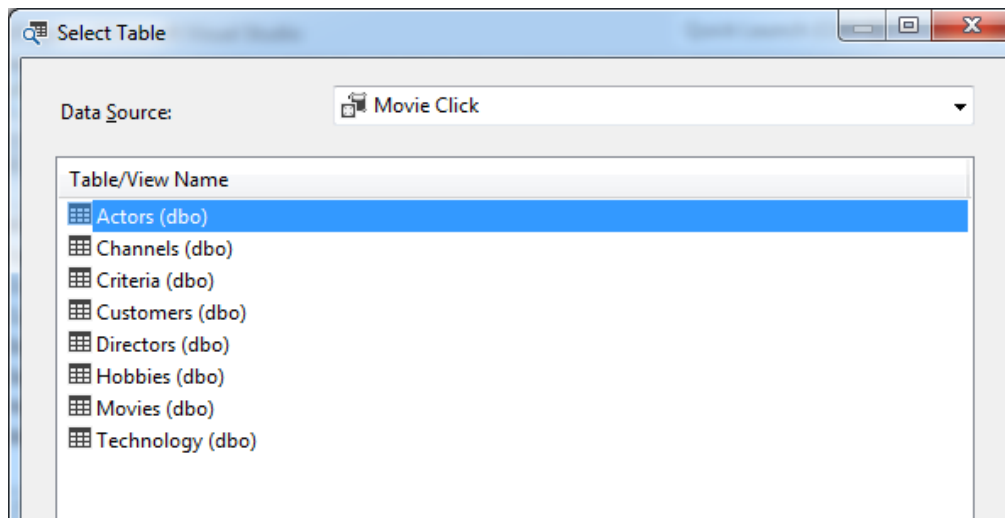 Select Table
Data Source: Movie Click
Table/View Name
Actors (dbo)
Channels (dbo)
Criteria (dbo)
Customers (dbo)
Directors (dbo)
Hobbies (dbo)
Movies (dbo)
Technology (dbo)